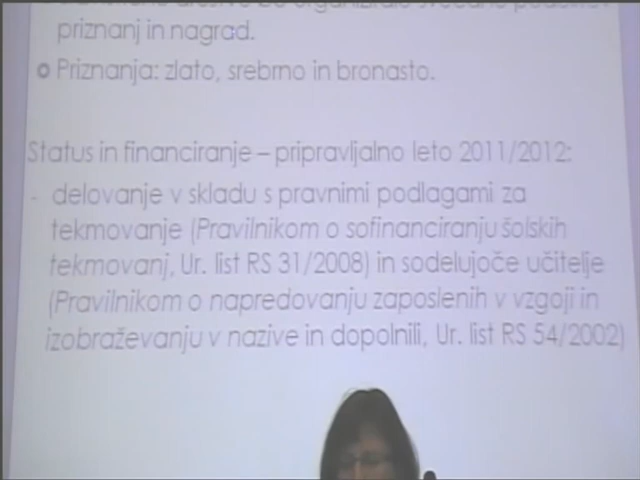 priznanj in nagrad.
o Priznanja: zlato, srebrno in bronasto.
Status in financiranje – pripravljalno leto 2011/2012:
- delovanje v skladu s pravnimi podlagami za
tekmovanje (Pravilnikom o sofinanciranju šolskih
tekmovanj, Ur. list RS 31/2008) in sodelujoče učitelje
(Pravilnikom o napredovanju zaposlenih v vzgoji in
izobraževanju v nazive in dopolnili, Ur. list RS 54/2002)